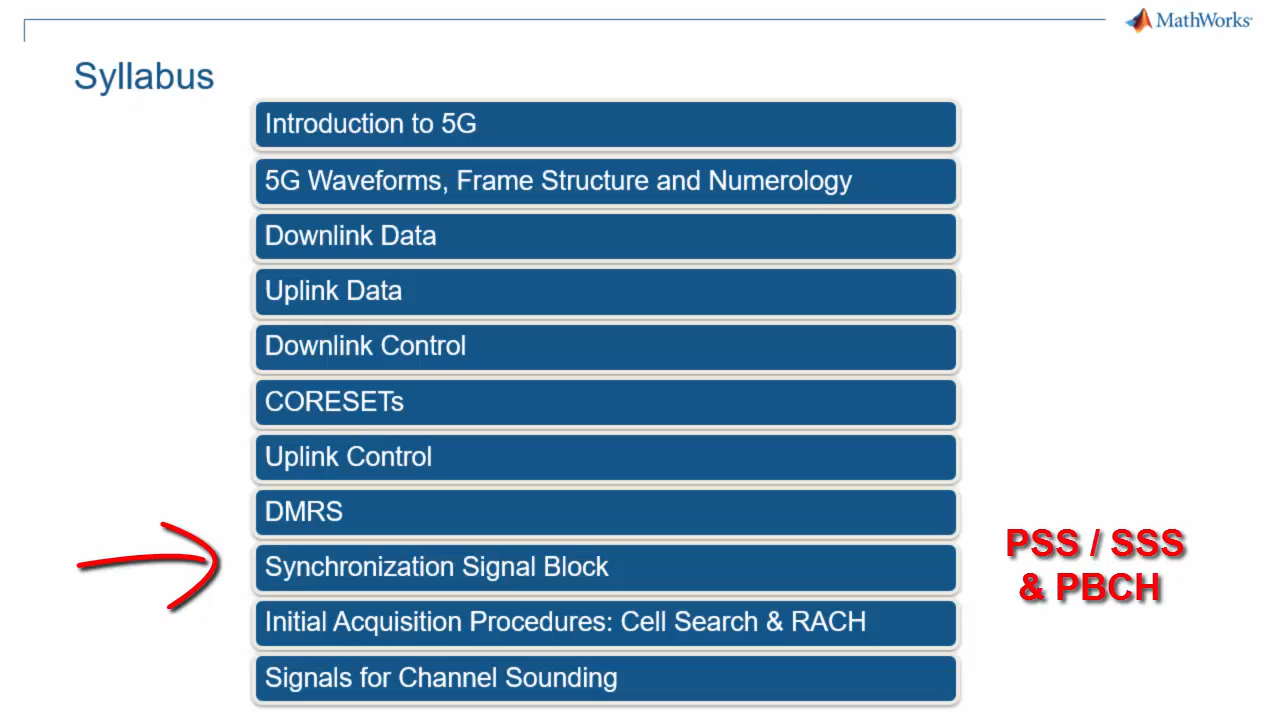 MathWorks
Syllabus
Introduction to 5G
5G Waveforms, Frame Structure and Numerology
Downlink Data
Uplink Data
Downlink Control
CORESETs
Uplink Control
DMRS
Synchronization Signal Block
PSS / SSS
& PBCH
Initial Acquisition Procedures: Cell Search & RACH
Signals for Channel Sounding